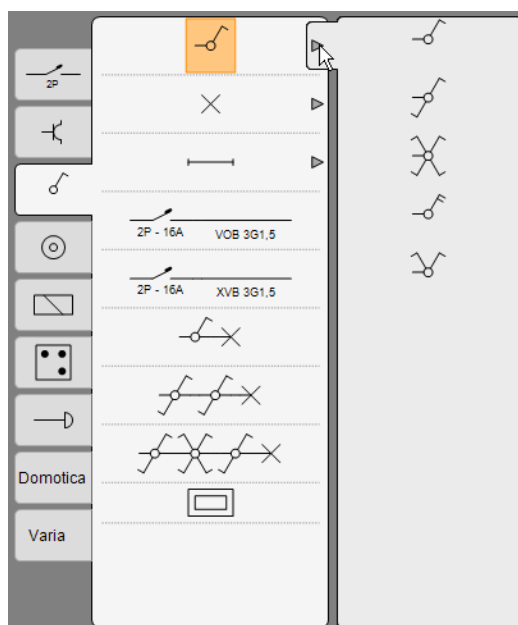 2P
2P - 16A VOB 3G1,5
2P - 16A XVB 3G1,5
Domotica
Varia